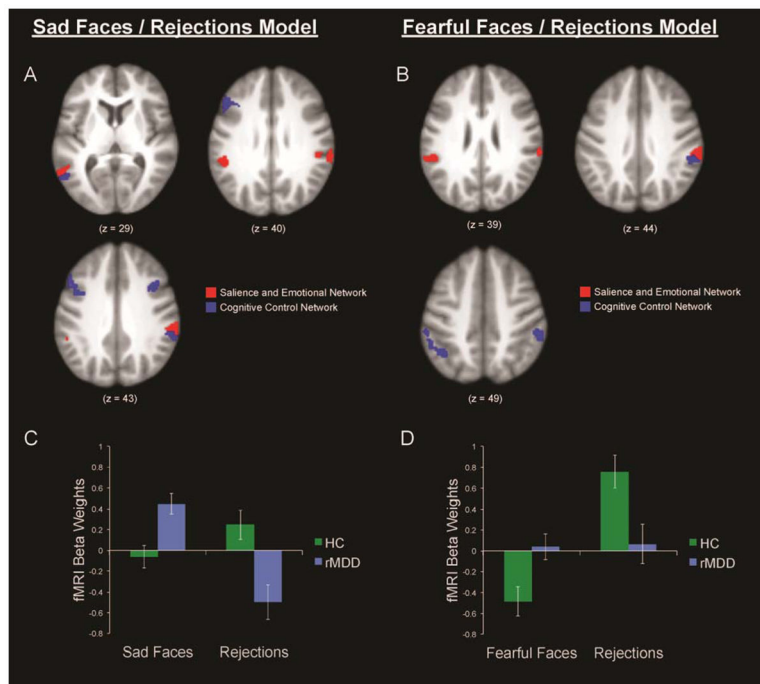 Sad Faces / Rejections Model
Fearful Faces / Rejections Model
A
(z = 29)
(z = 40)
(z = 43)
Salience and Emotional Network
Cognitive Control Network
B
(z = 39)
(z = 44)
(z = 49)
Salience and Emotional Network
Cognitive Control Network
C
fMRI Beta Weights
1
0.8
0.6
0.4
0.2
0
-0.2
-0.4
-0.6
-0.8
Sad Faces
Rejections
HC
rMDD
D
fMRI Beta Weights
1
0.8
0.6
0.4
0.2
0
-0.2
-0.4
-0.6
-0.8
Fearful Faces
Rejections
HC
rMDD